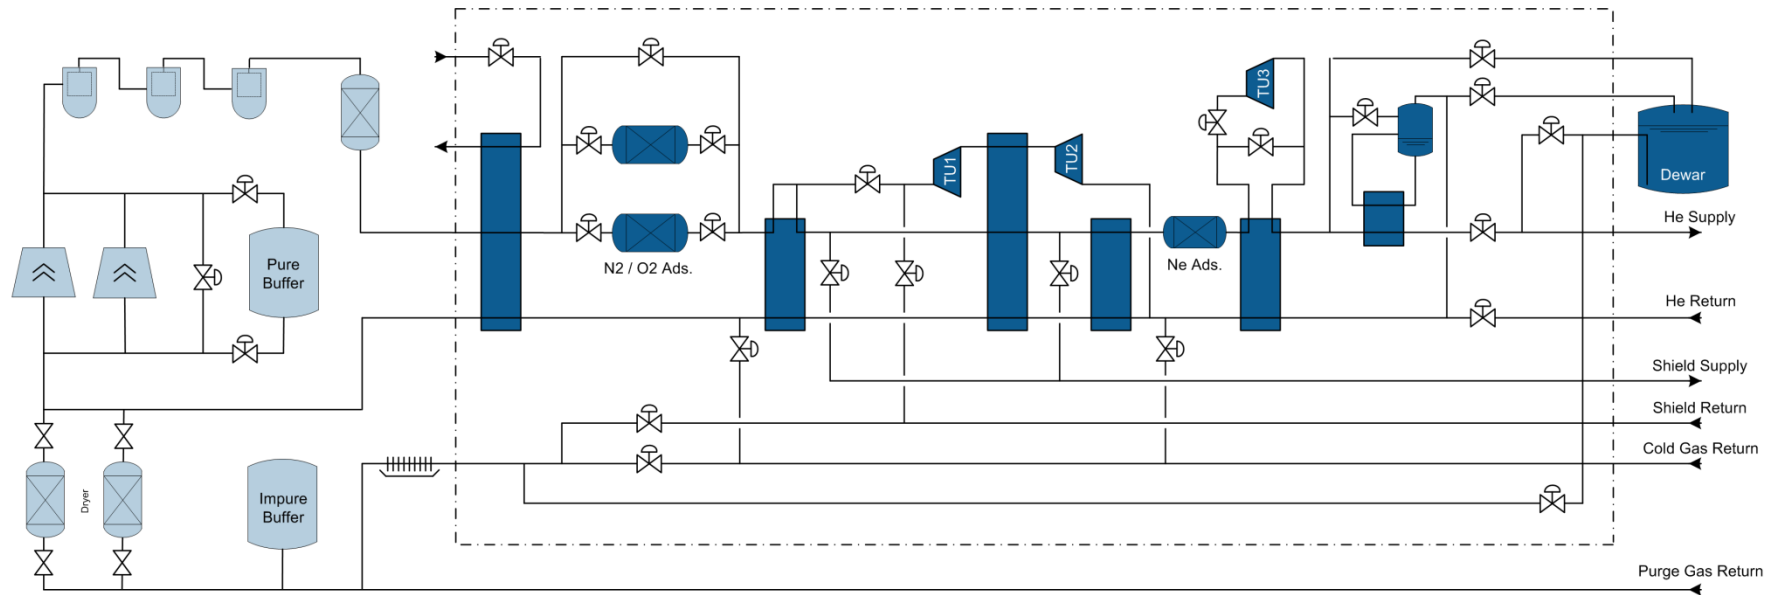 TU3
TU1
TU2
Dewar
He Supply
Pure
Buffer
N2 / O2 Ads.
Ne Ads.
He Return
Shield Supply
Shield Return
Cold Gas Return
Dryer
Impure
Buffer
Purge Gas Return